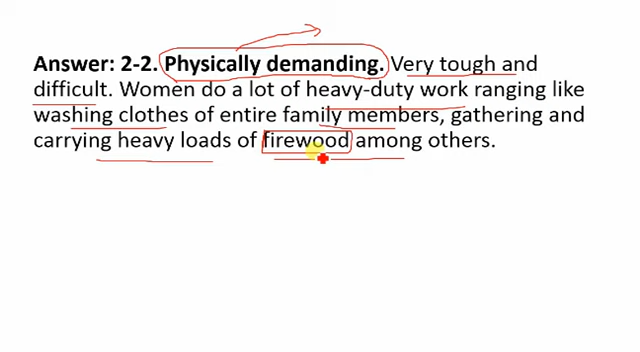 Answer: 2-2. Physically demanding. Very tough and
difficult. Women do a lot of heavy-duty work ranging like
washing clothes of entire family members, gathering and
carrying heavy loads of firewood among others.